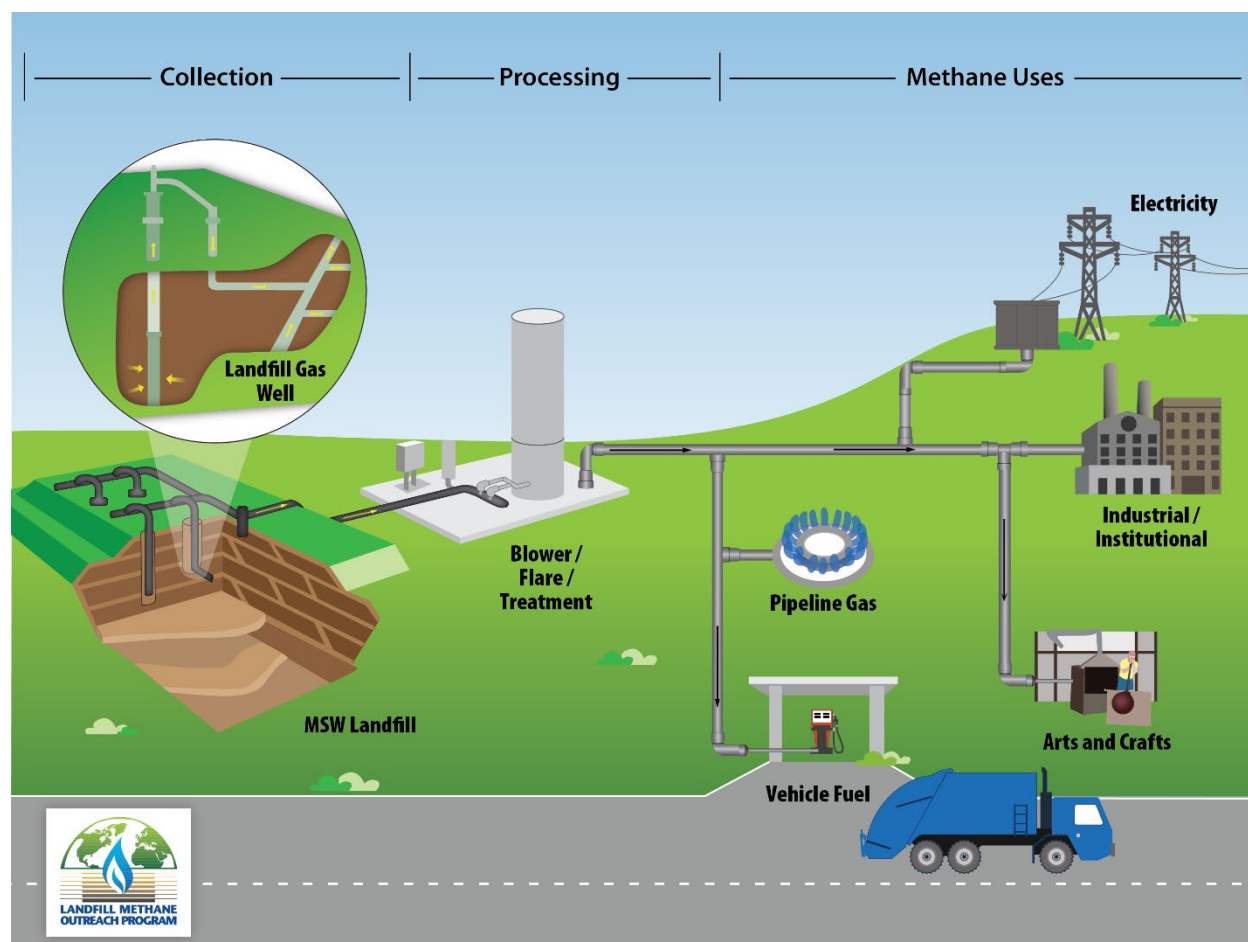 Collection
Processing
Methane Uses
Electricity
Landfill Gas
Well
Industrial /
Institutional
Blower /
Flare /
Treatment
Pipeline Gas
MSW Landfill
Arts and Crafts
Vehicle Fuel
LANDFILL METHANE
OUTREACH PROGRAM